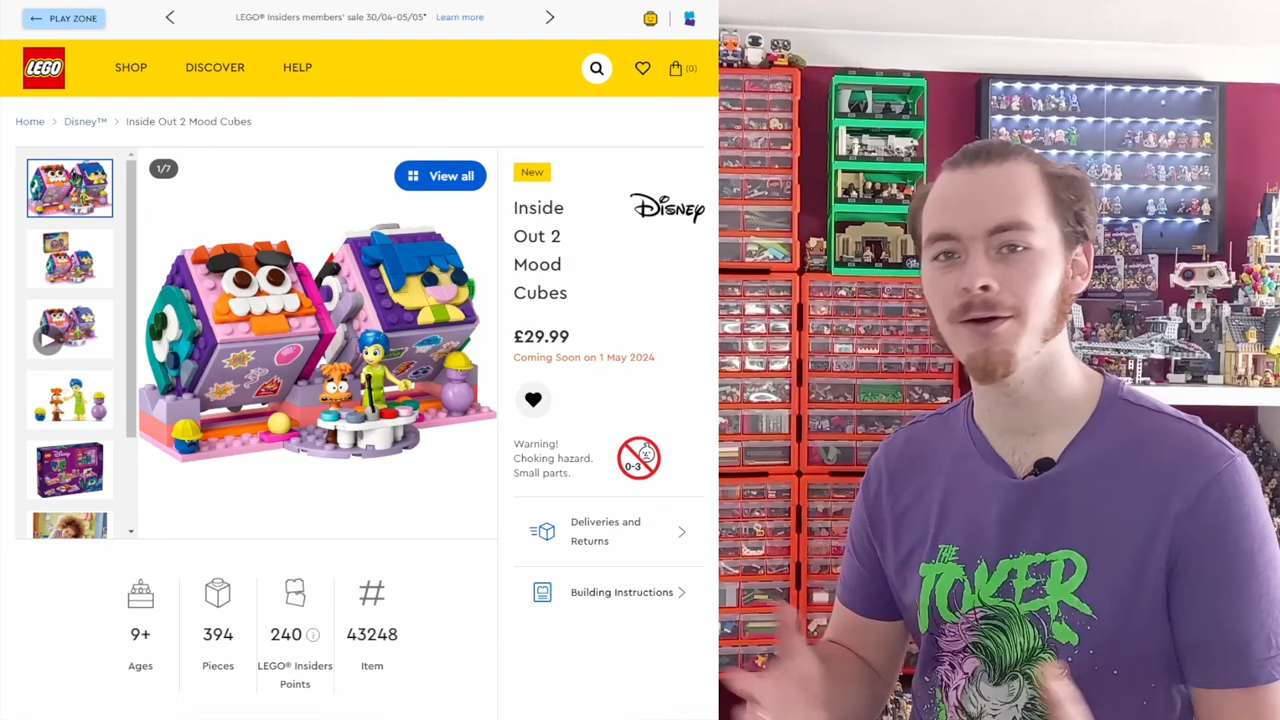 ← PLAY ZONE
LEGO® Insiders members' sale 30/04-05/05* Learn more
LEGO
SHOP
DISCOVER
HELP
(0)
Home > Disney™ > Inside Out 2 Mood Cubes
1/7
View all
New
Disney
Inside
Out 2
Mood
Cubes
£29.99
Coming Soon on 1 May 2024
Warning!
Choking hazard.
Small parts.
0-3
Deliveries and
Returns
Building Instructions
9+
Ages
394
Pieces
240
LEGO® Insiders
Points
43248
Item
THE
JOKER